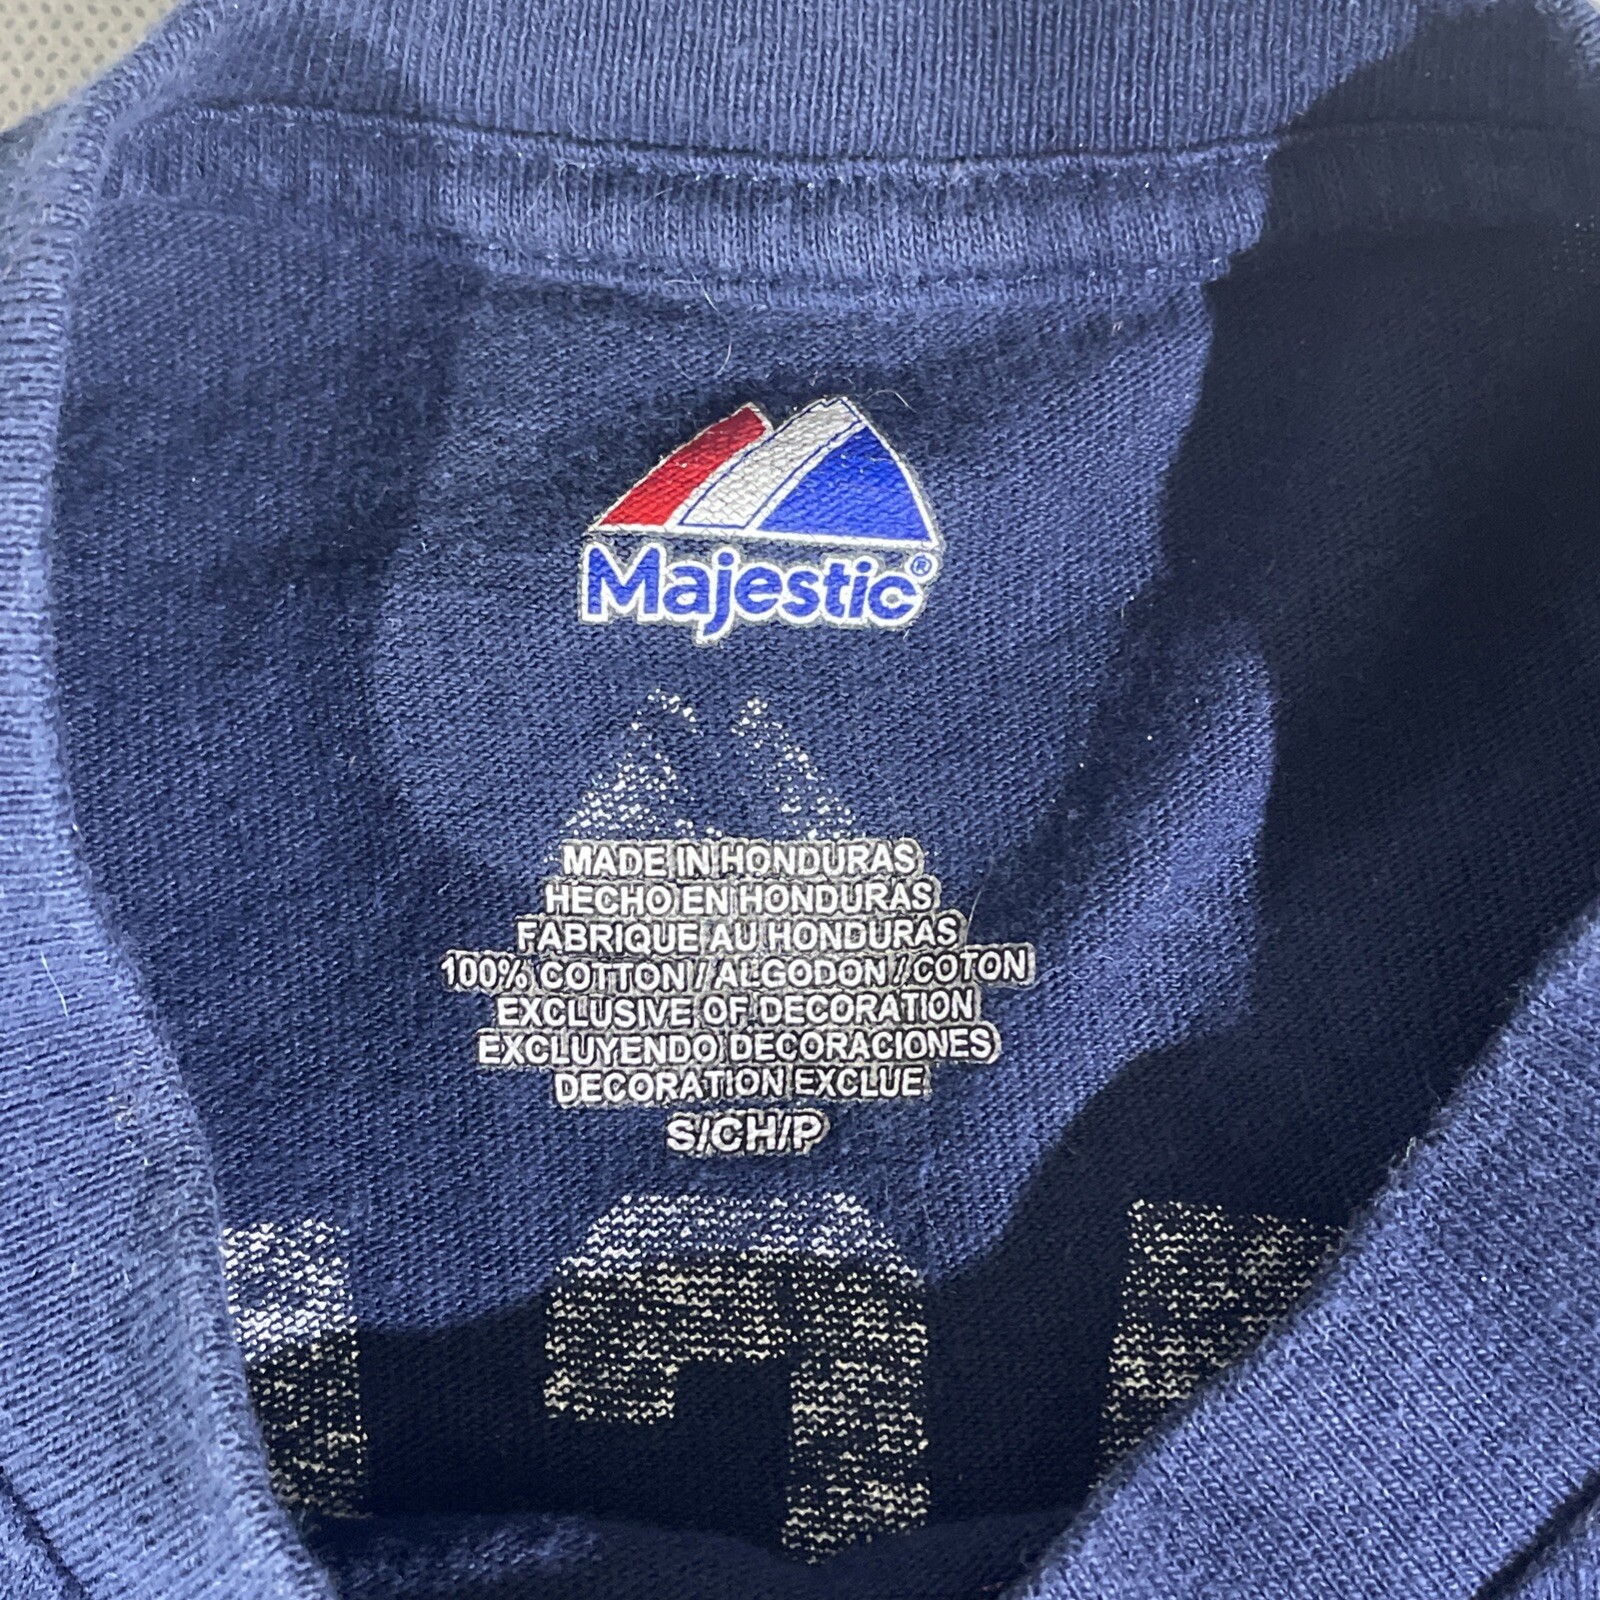 Majestic®
MADE IN HONDURAS
HECHO EN HONDURAS
FABRIQUE AU HONDURAS
100% COTTON / ALGODON / COTON
EXCLUSIVE OF DECORATION
EXCLUYENDO DECORACIONES
DECORATION EXCLUE
S/CH/P